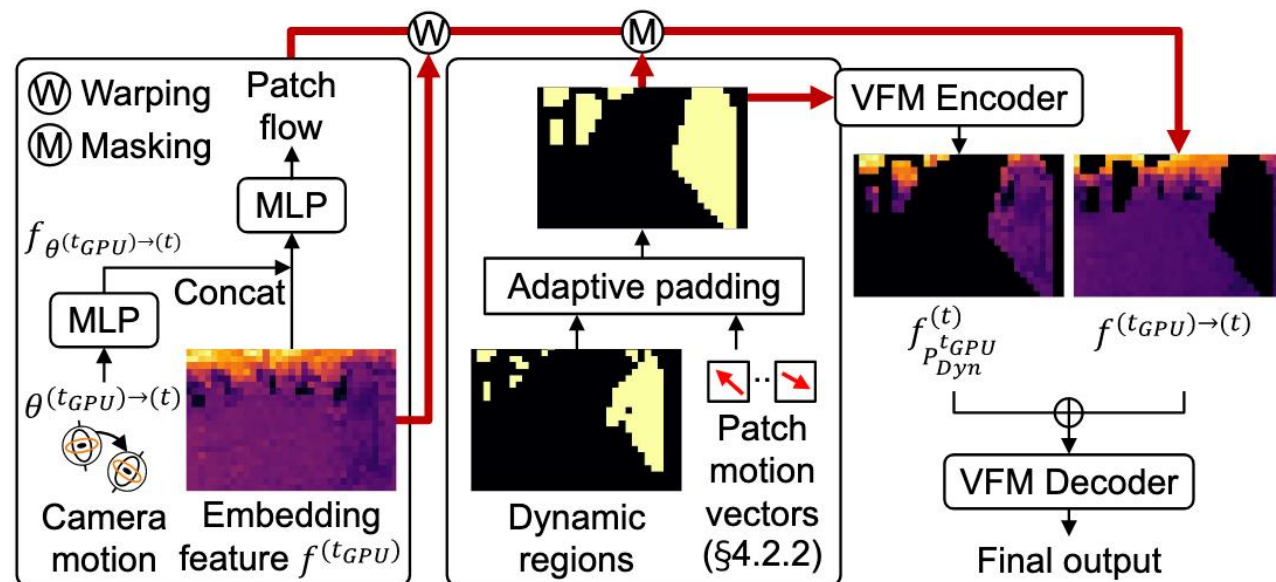 W
M
W Warping
M Masking
Patch
flow
MLP
f_{θ^{(t_{GPU})→(t)}}
Concat
MLP
θ^{(t_{GPU})→(t)}
Camera
motion
Embedding
feature f^{(t_{GPU})}
Adaptive padding
Dynamic
regions
..
Patch
motion
vectors
(§4.2.2)
VFM Encoder
f^{(t)}_{P^{t_{GPU}}_{Dyn}}
f^{(t_{GPU})→(t)}
VFM Decoder
Final output